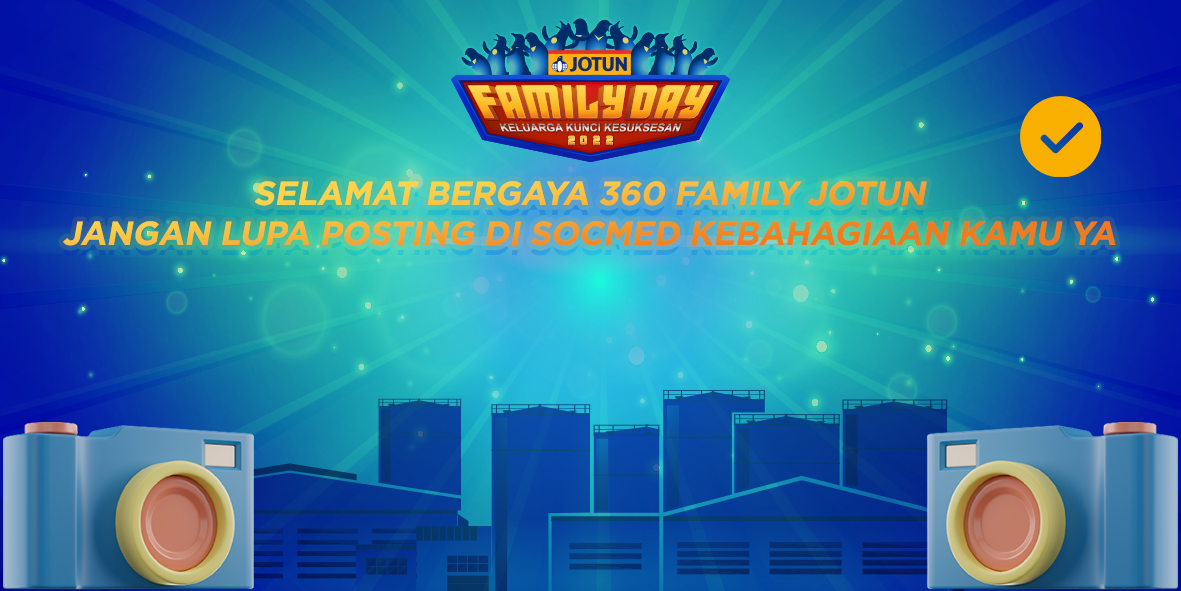 JOTUN
FAMILY DAY
KELUARGA KUNCI KESUKSESAN
2022
SELAMAT BERGAYA 360 FAMILY JOTUN
JANGAN LUPA POSTING DI SOCMED KEBAHAGIAAN KAMU YA